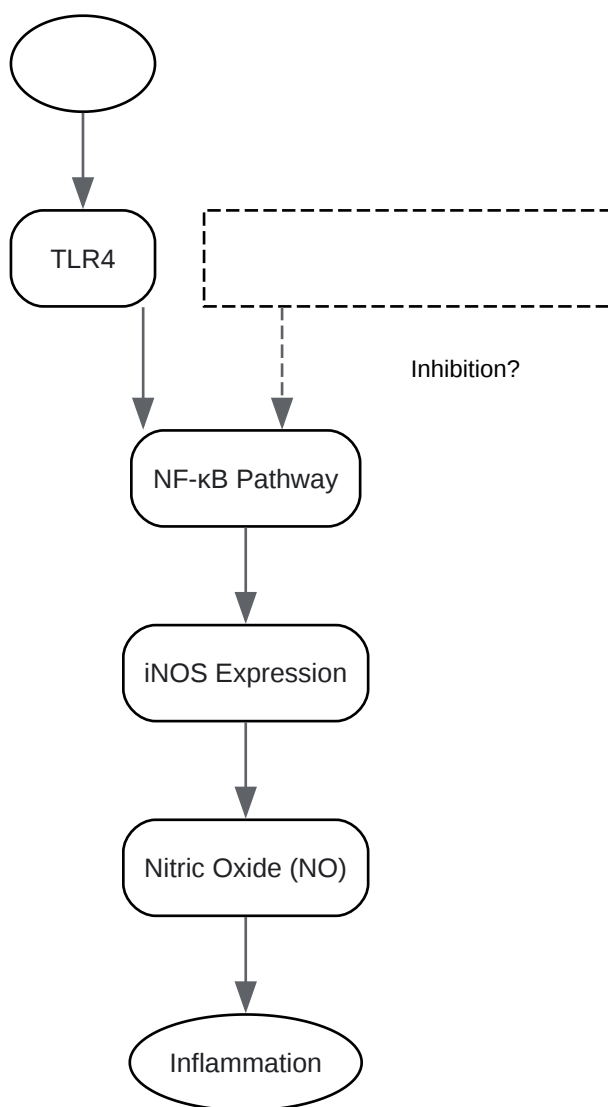 TLR4
Inhibition?
NF-κB Pathway
iNOS Expression
Nitric Oxide (NO)
Inflammation